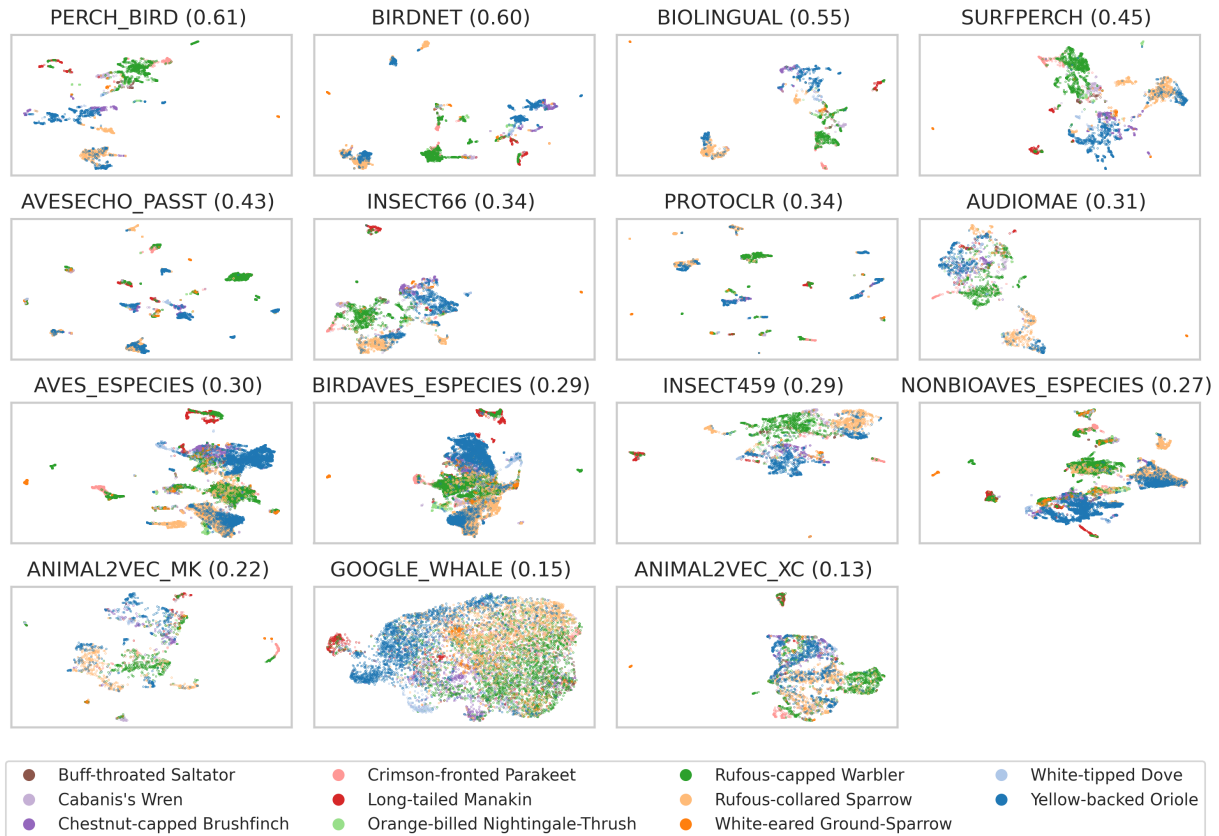 PERCH_BIRD (0.61) BIRDNET (0.60) BIOLINGUAL (0.55) SURFPERCH (0.45)
AVESECHO_PASST (0.43) INSECT66 (0.34) PROTOCLR (0.34) AUDIOMAE (0.31)
AVES_ESPECIES (0.30) BIRDAVES_ESPECIES (0.29) INSECT459 (0.29) NONBIOAVES_ESPECIES (0.27)
ANIMAL2VEC_MK (0.22) GOOGLE_WHALE (0.15) ANIMAL2VEC_XC (0.13)
Buff-throated Saltator Crimson-fronted Parakeet Rufous-capped Warbler White-tipped Dove
Cabanis's Wren Long-tailed Manakin Rufous-collared Sparrow Yellow-backed Oriole
Chestnut-capped Brushfinch Orange-billed Nightingale-Thrush White-eared Ground-Sparrow